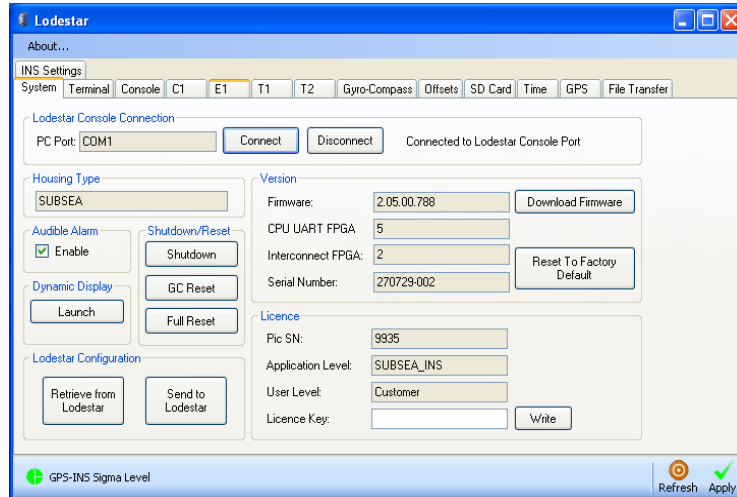 Lodestar
About...
INS Settings
System Terminal Console C1 E1 T1 T2 Gyro-Compass Offsets SD Card Time GPS File Transfer
Lodestar Console Connection
PC Port: COM1 Connect Disconnect Connected to Lodestar Console Port
Housing Type
SUBSEA
Audible Alarm
Enable
Dynamic Display
Launch
Shutdown/Reset
Shutdown
GC Reset
Full Reset
Lodestar Configuration
Retrieve from
Lodestar
Send to
Lodestar
Version
Firmware: 2.05.00.788 Download Firmware
CPU UART FPGA 5
Interconnect FPGA: 2
Serial Number: 270729-002
Reset To Factory
Default
Licence
Pic SN: 9935
Application Level: SUBSEA_INS
User Level: Customer
Licence Key: Write
GPS-INS Sigma Level
Refresh Apply